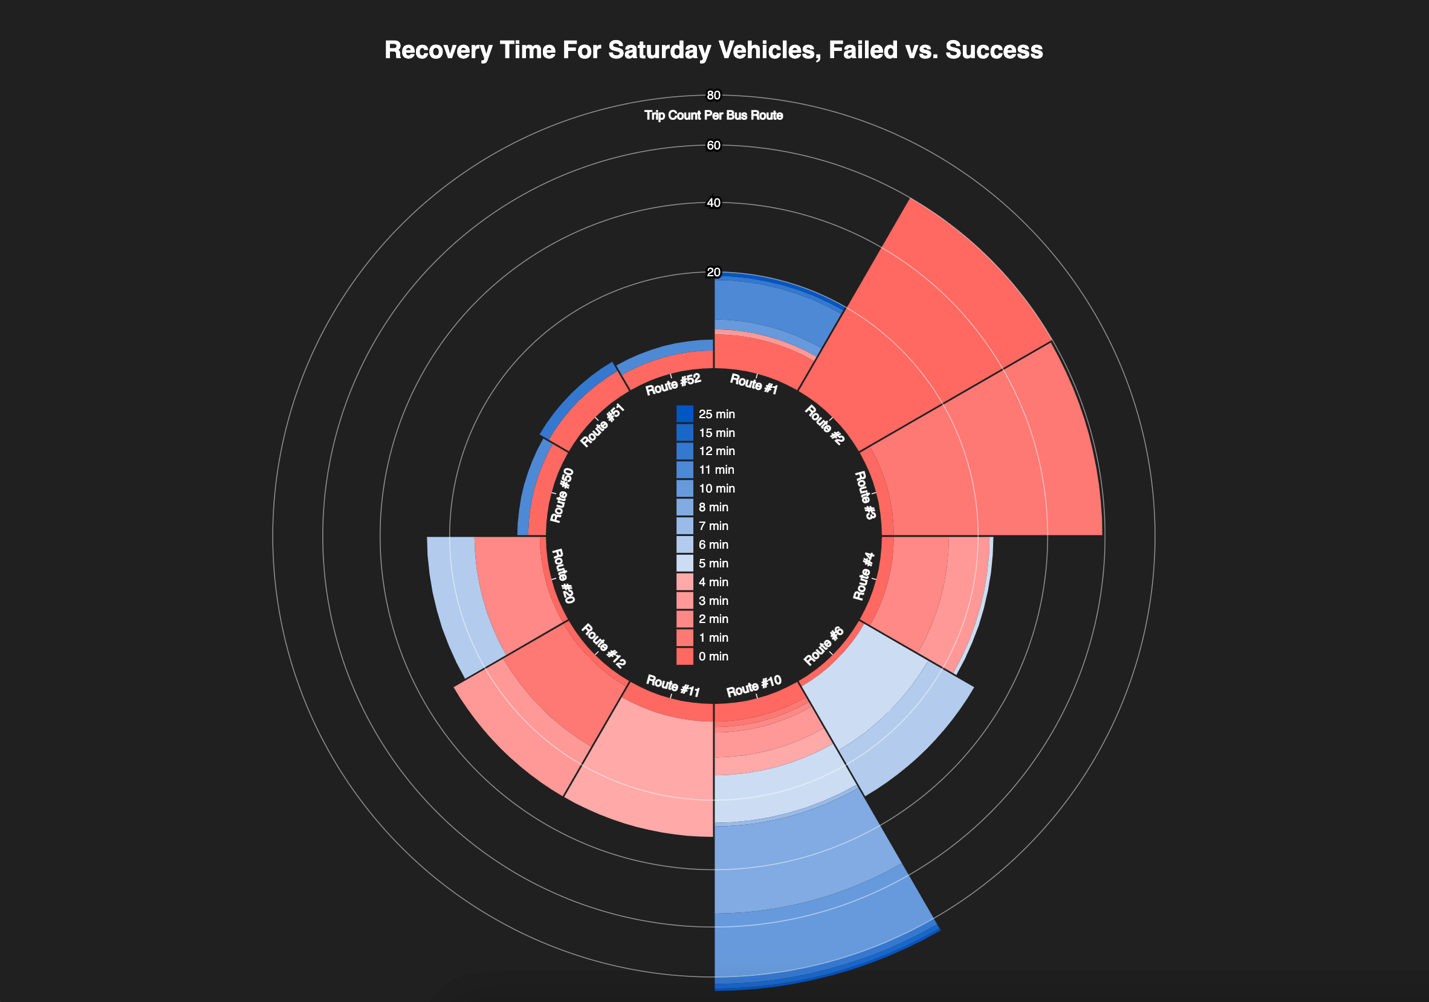 Recovery Time For Saturday Vehicles, Failed vs. Success
80
Trip Count Per Bus Route
60
40
20
Route #1
Route #2
Route #3
Route #4
Route #6
Route #10
Route #11
Route #12
Route #20
Route #50
Route #51
Route #52
25 min
15 min
12 min
11 min
10 min
8 min
7 min
6 min
5 min
4 min
3 min
2 min
1 min
0 min